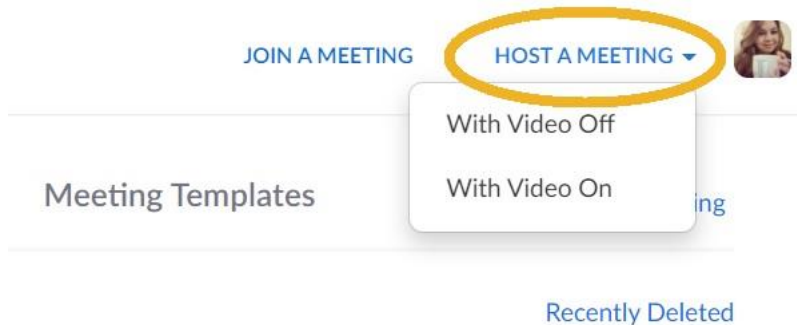 JOIN A MEETING HOST A MEETING
With Video Off
With Video On
Meeting Templates ing
Recently Deleted